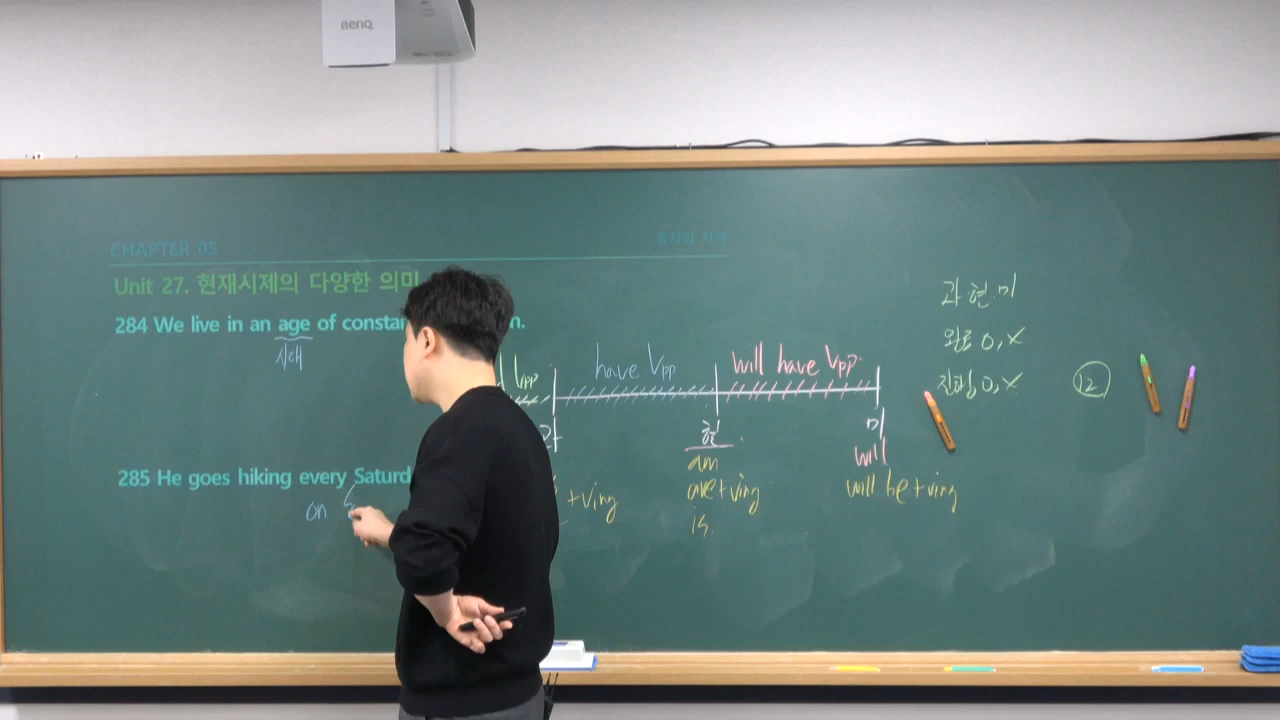 BenQ
CHAPTER 05
동사의 시제
Unit 27. 현재시제의 다양한 의미
284 We live in an age of constan n.
시대
285 He goes hiking every Saturd
on S
Vpp
have Vpp
will have Vpp
과
현
미
am
are+ving
is
will
will be+ving
+ving
과 현 미
완료 O, X
진행 O, X
12